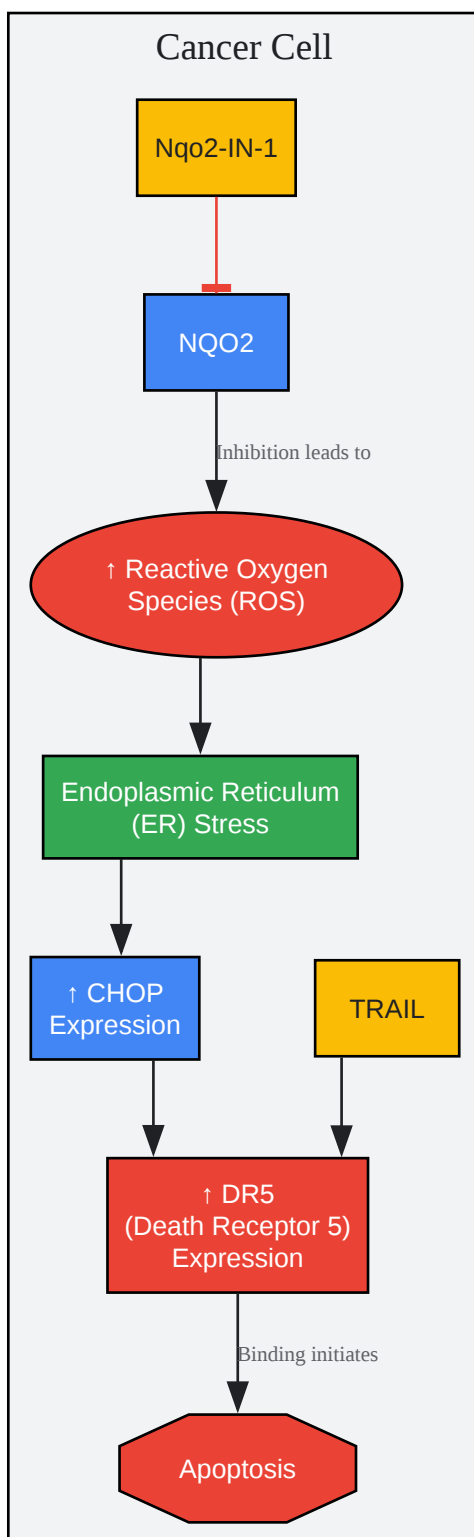 Cancer Cell
Nqo2-IN-1
NQO2
Inhibition leads to
↑ Reactive Oxygen
Species (ROS)
Endoplasmic Reticulum
(ER) Stress
↑ CHOP
Expression
TRAIL
↑ DR5
(Death Receptor 5)
Expression
Binding initiates
Apoptosis